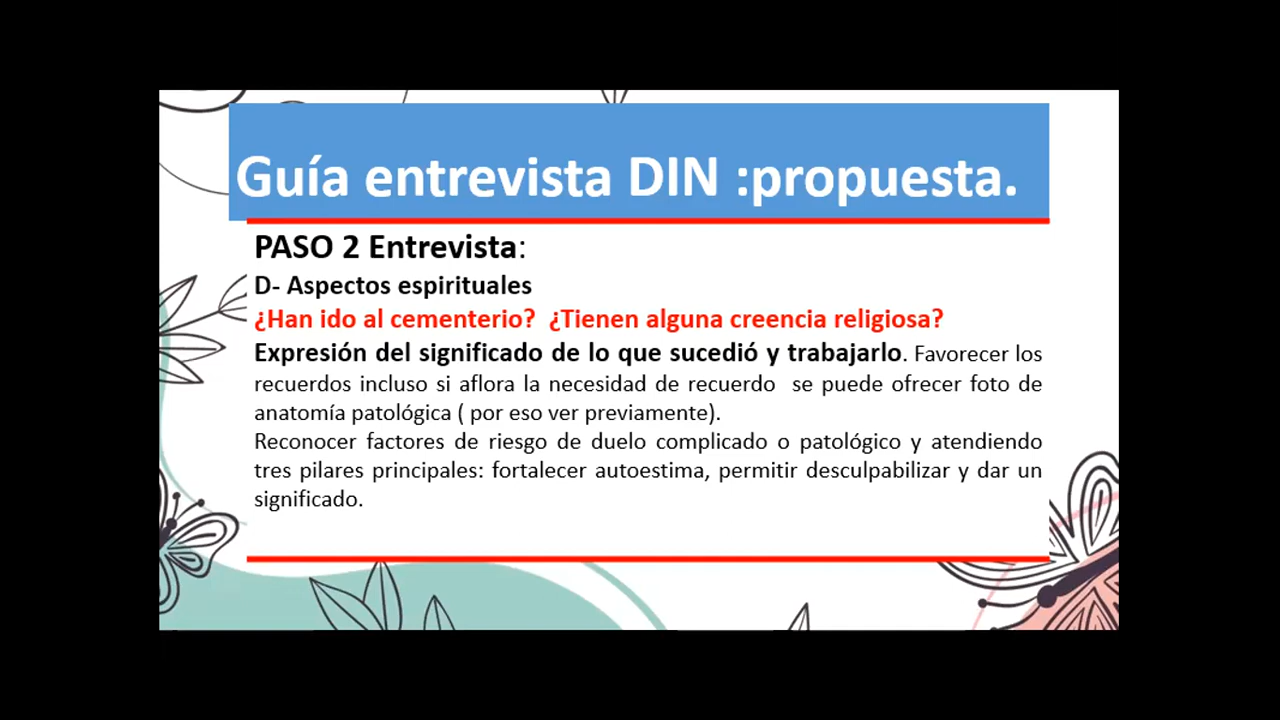 Guía entrevista DIN :propuesta.
PASO 2 Entrevista:
D- Aspectos espirituales
¿Han ido al cementerio? ¿Tienen alguna creencia religiosa?
Expresión del significado de lo que sucedió y trabajarlo. Favorecer los
recuerdos incluso si aflora la necesidad de recuerdo se puede ofrecer foto de
anatomía patológica ( por eso ver previamente).
Reconocer factores de riesgo de duelo complicado o patológico y atendiendo
tres pilares principales: fortalecer autoestima, permitir desculpabilizar y dar un
significado.